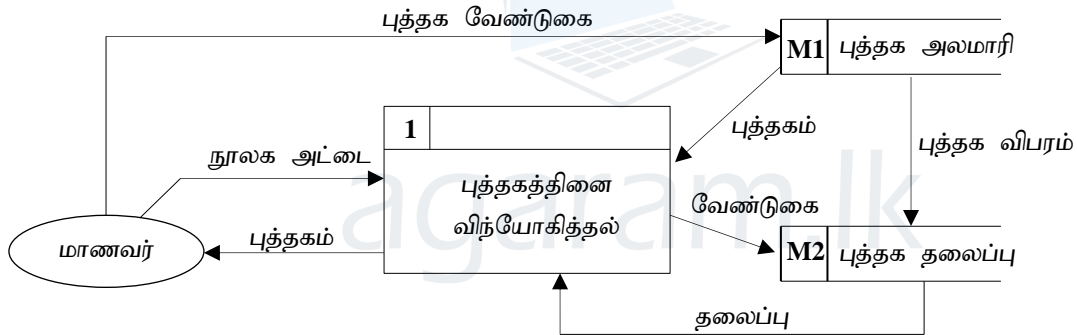 புத்தக வேண்டுகை
M1 புத்தக அலமாரி
1
புத்தகம்
நூலக அட்டை
புத்தக விபரம்
புத்தகத்தினை
விந்யோகித்தல்
வேண்டுகை
மாணவர்
புத்தகம்
M2 புத்தக தலைப்பு
தலைப்பு
agaram.lk